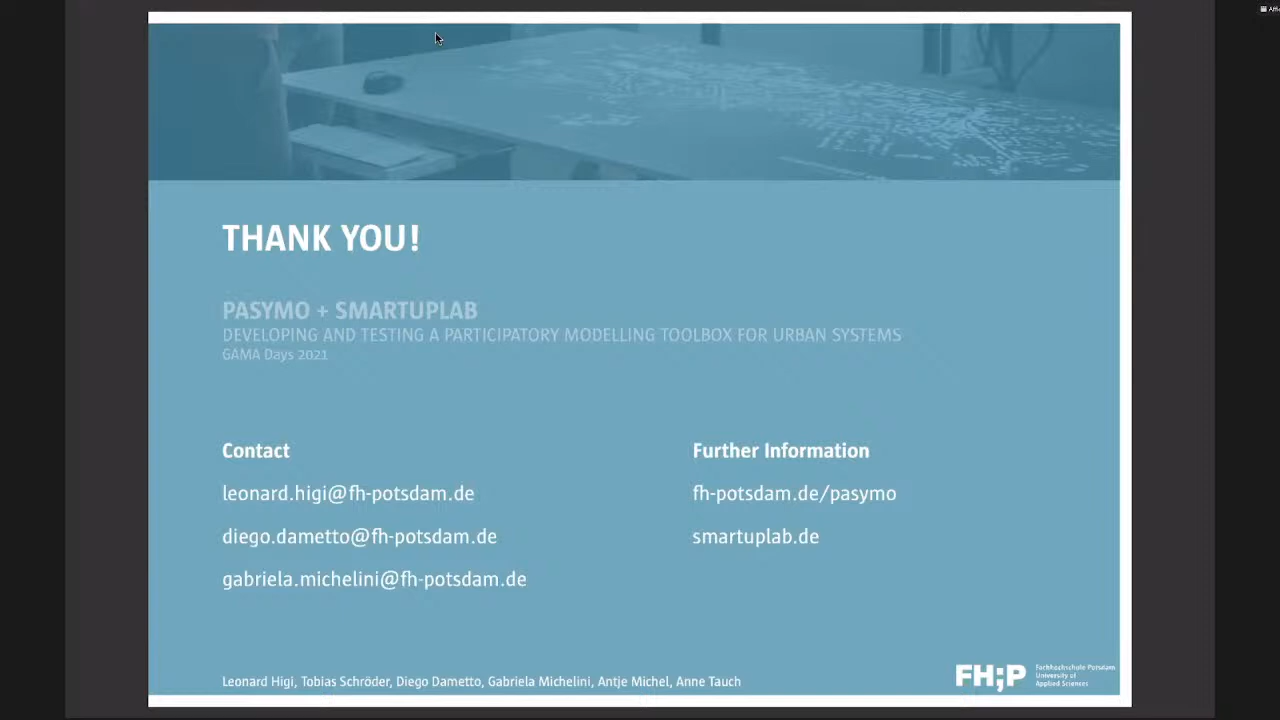 THANK YOU!
PASYMO + SMARTUPLAB
DEVELOPING AND TESTING A PARTICIPATORY MODELLING TOOLBOX FOR URBAN SYSTEMS
GAMA Days 2021
Contact
leonard.higi@fh-potsdam.de
diego.dametto@fh-potsdam.de
gabriela.michelini@fh-potsdam.de
Further Information
fh-potsdam.de/pasymo
smartuplab.de
Leonard Higi, Tobias Schröder, Diego Dametto, Gabriela Michelini, Antje Michel, Anne Tauch
FH;P
Fachhochschule Potsdam
University of
Applied Sciences